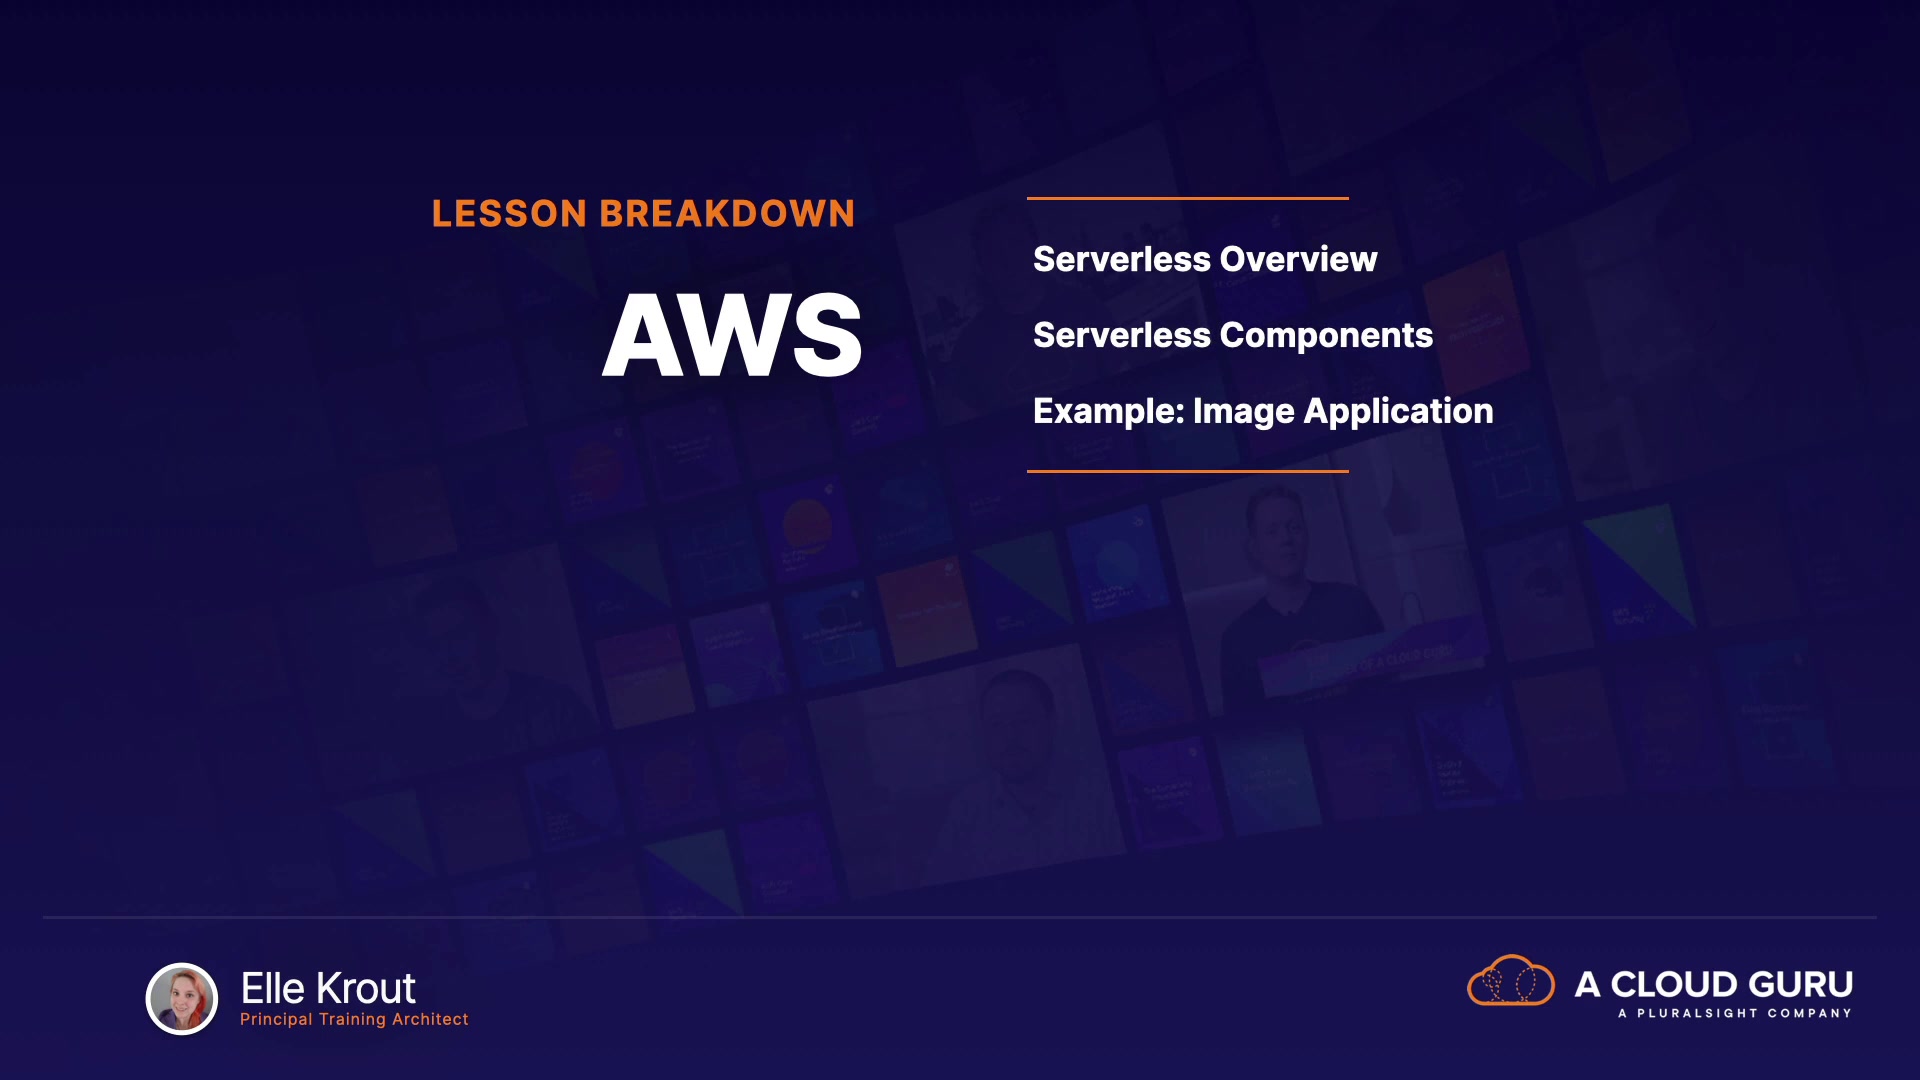 LESSON BREAKDOWN
AWS
Serverless Overview
Serverless Components
Example: Image Application
Elle Krout
Principal Training Architect
A CLOUD GURU
A PLURALSIGHT COMPANY